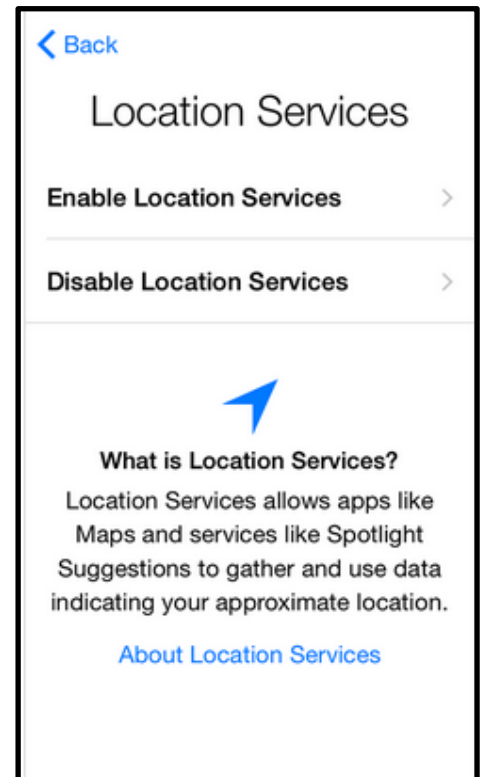 Back
Location Services
Enable Location Services
Disable Location Services
What is Location Services?
Location Services allows apps like
Maps and services like Spotlight
Suggestions to gather and use data
indicating your approximate location.
About Location Services